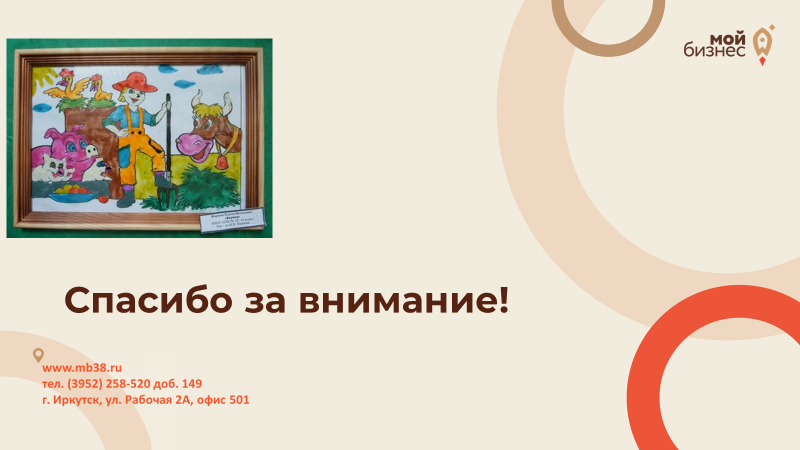 мой
бизнес
Спасибо за внимание!
www.mb38.ru
тел. (3952) 258-520 доб. 149
г. Иркутск, ул. Рабочая 2А, офис 501